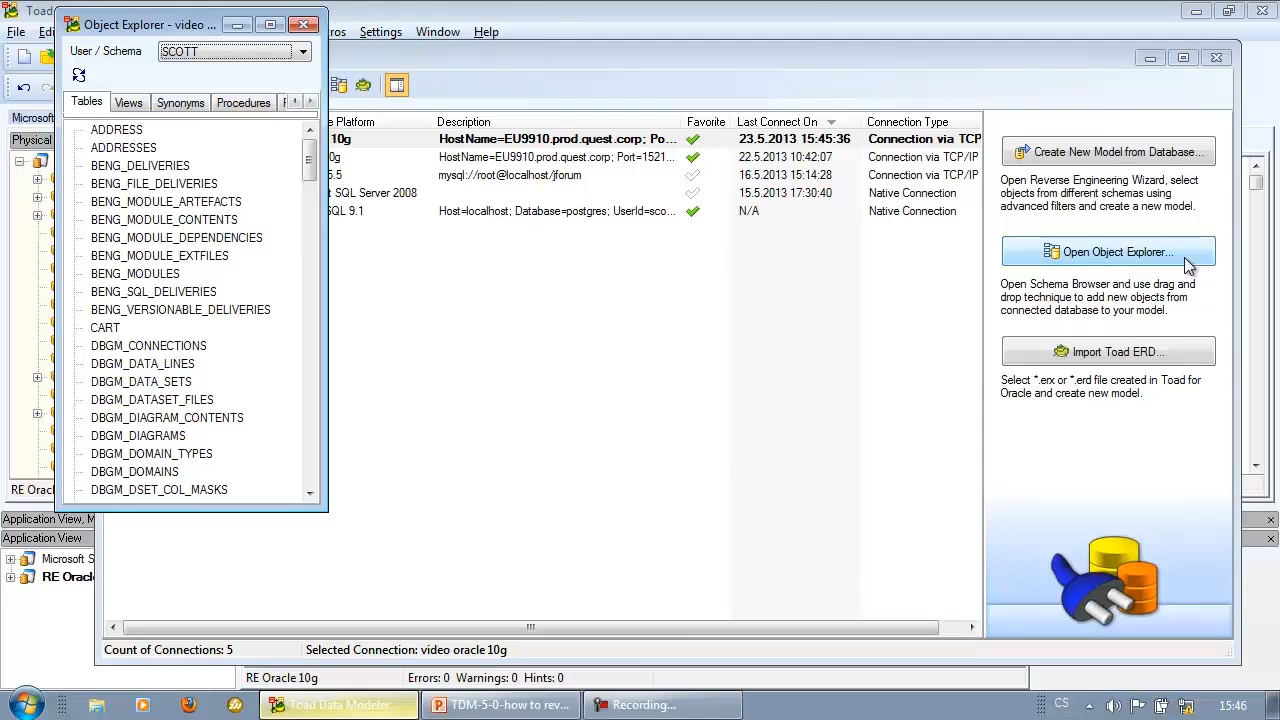 Toad
Object Explorer - video ...
File
Settings
Window
Help
User / Schema
SCOTT
Tables
Views
Synonyms
Procedures
ADDRESS
ADDRESSES
BENG_DELIVERIES
BENG_FILE_DELIVERIES
BENG_MODULE_ARTEFACTS
BENG_MODULE_CONTENTS
BENG_MODULE_DEPENDENCIES
BENG_MODULE_EXTFILES
BENG_MODULES
BENG_SQL_DELIVERIES
BENG_VERSIONABLE_DELIVERIES
CART
DBGM_CONNECTIONS
DBGM_DATA_LINES
DBGM_DATA_SETS
DBGM_DATASET_FILES
DBGM_DIAGRAM_CONTENTS
DBGM_DIAGRAMS
DBGM_DOMAIN_TYPES
DBGM_DOMAINS
DBGM_DSET_COL_MASKS
Microsoft
Physical
RE Orac
Application View, M
Application View
Microsoft S
RE Oracle
Platform Description Favorite Last Connect On Connection Type
10g HostName=EU9910.prod.quest.corp; Po... 23.5.2013 15:45:36 Connection via TCP
0g HostName=EU9910.prod.quest.corp; Port=1521... 22.5.2013 10:42:07 Connection via TCP/IP
5.5 mysql://root@localhost/jforum 16.5.2013 15:14:28 Connection via TCP/IP
t SQL Server 2008 15.5.2013 17:30:40 Native Connection
SQL 9.1 Host=localhost; Database=postgres; UserId=sco... N/A Native Connection
Create New Model from Database...
Open Reverse Engineering Wizard, select
objects from different schemas using
advanced filters and create a new model.
Open Object Explorer...
Open Schema Browser and use drag and
drop technique to add new objects from
connected database to your model.
Import Toad ERD...
Select *.erx or *.erd file created in Toad for
Oracle and create new model.
Count of Connections: 5
Selected Connection: video oracle 10g
RE Oracle 10g
Errors: 0 Warnings: 0 Hints: 0
Toad Data Modeler
TDM-5-0-how to rev...
Recording...
CS
15:46